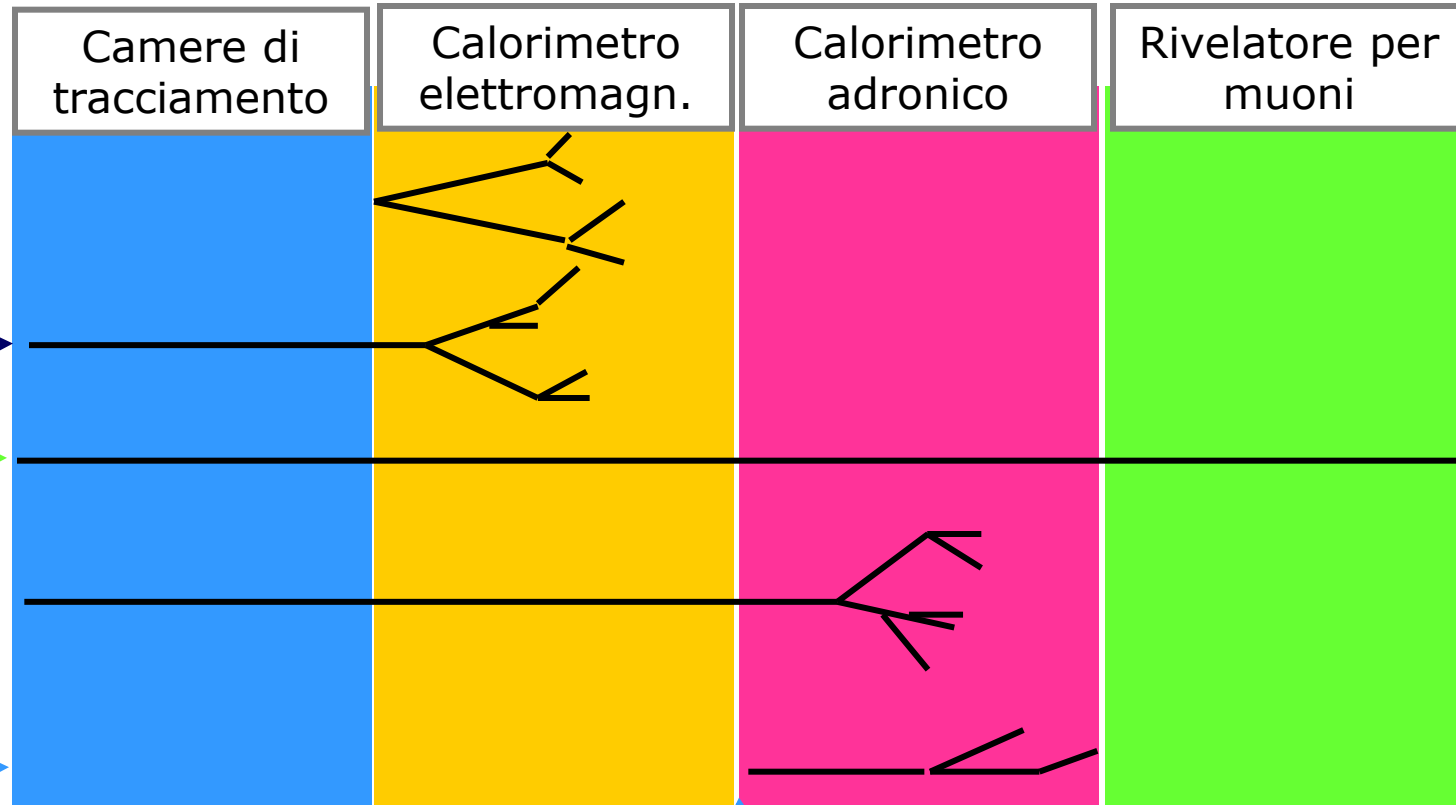 Camere di
tracciamento
Calorimetro
elettromagn.
Calorimetro
adronico
Rivelatore per
muoni